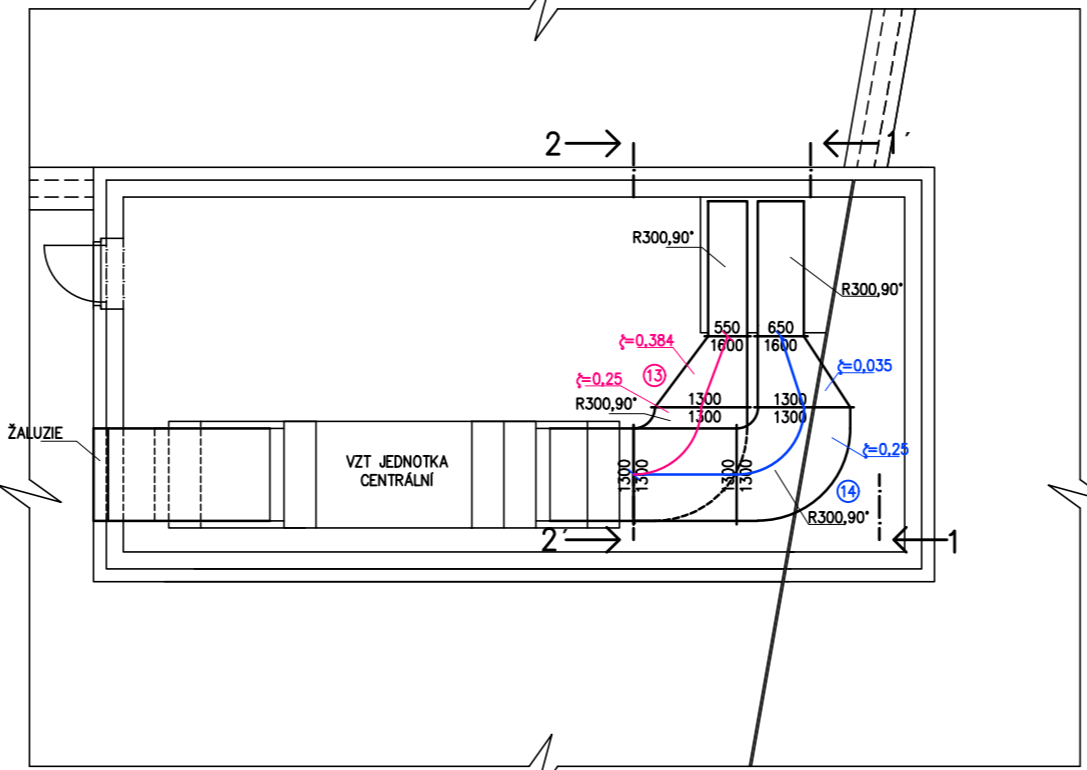 2
1´
R300,90°
R300,90°
550
650
1600
1600
ζ=0,384
ζ=0,035
13
ζ=0,25
R300,90°
1300
1300
1300
1300
ζ=0,25
ŽALUZIE
VZT JEDNOTKA
CENTRÁLNÍ
1300
1300
1300
1300
14
R300,90°
2´
1